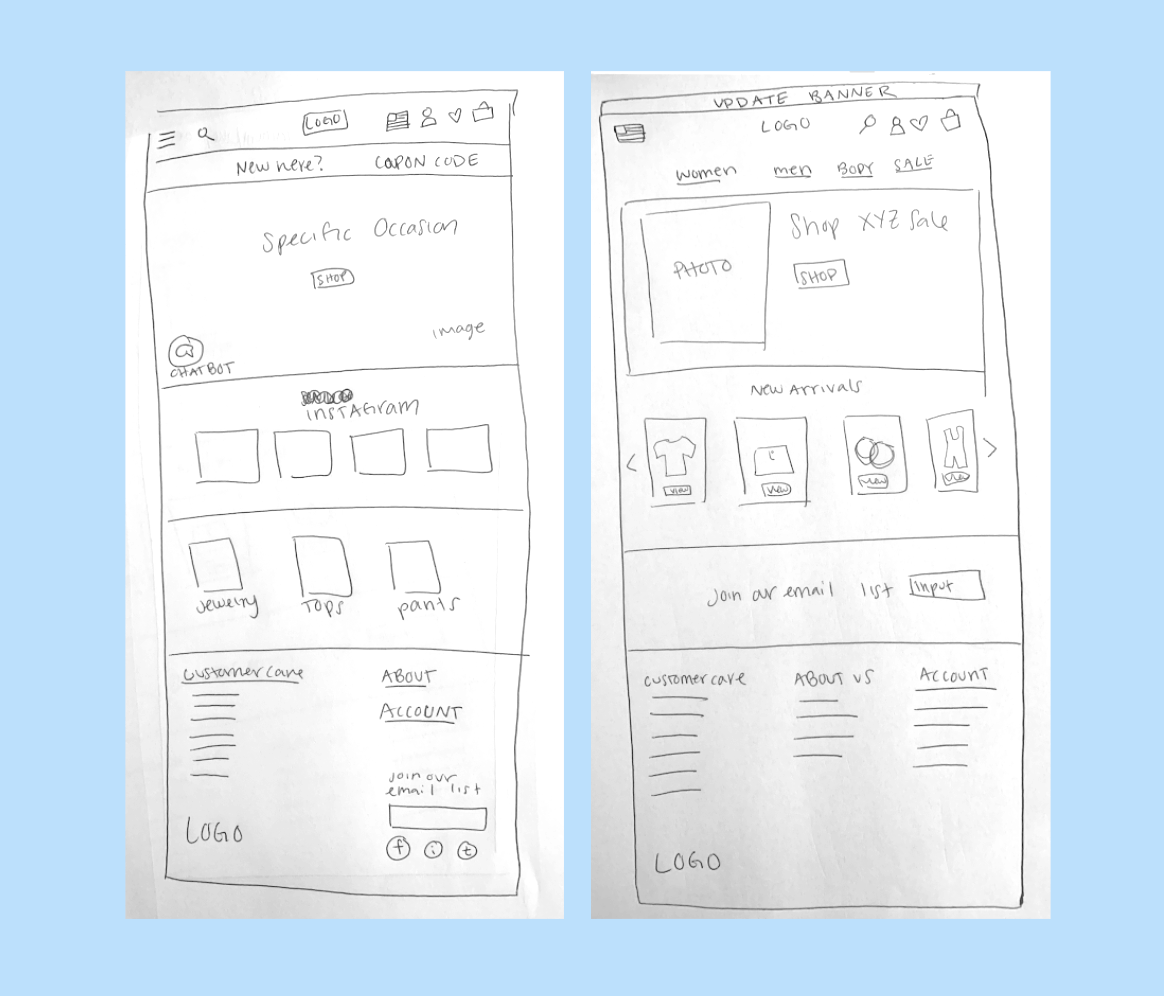 LOGO
New here? COPON CODE
Specific Occasion
SHOP
image
CHATBOT
INSTAGram
Jewelry TOPS pants
customer care ABOUT
ACCOUNT
join our
email list
LOGO
f i t
UPDATE BANNER
LOGO
women men BODY SALE
PHOTO Shop XYZ Sale
SHOP
New Arrivals
< >
view view view view
Join our email list Input
customer care ABOUT US ACCOUNT
LOGO